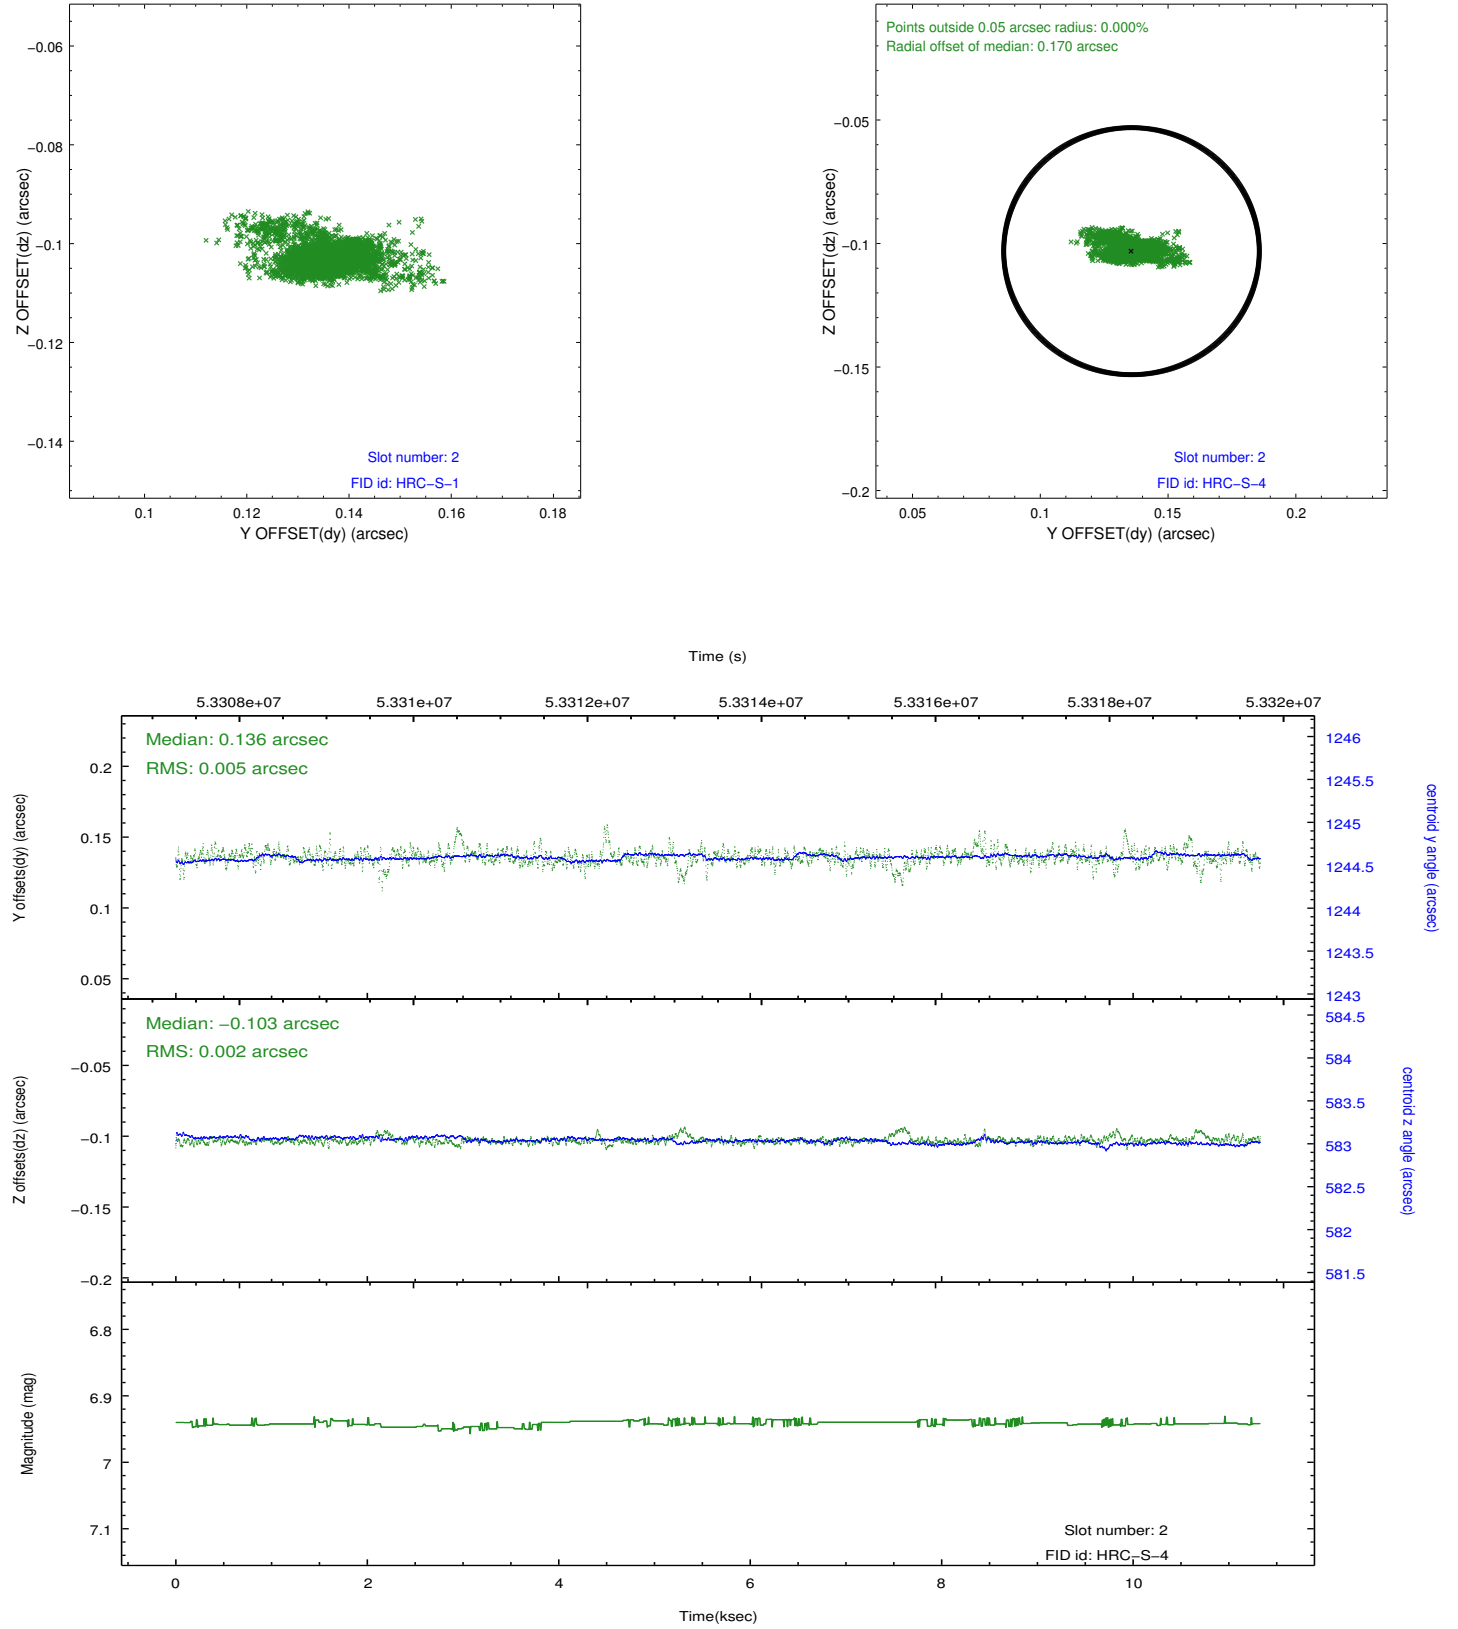 −0.06
−0.08
−0.1
−0.12
−0.14
Z OFFSET(dz) (arcsec)
Slot number: 2
FID id: HRC−S−1
0.1 0.12 0.14 0.16 0.18
Y OFFSET(dy) (arcsec)
Points outside 0.05 arcsec radius: 0.000%
Radial offset of median: 0.170 arcsec
−0.05
−0.1
−0.15
−0.2
Z OFFSET(dz) (arcsec)
Slot number: 2
FID id: HRC−S−4
0.05 0.1 0.15 0.2
Y OFFSET(dy) (arcsec)
Time (s)
5.3308e+07 5.331e+07 5.3312e+07 5.3314e+07 5.3316e+07 5.3318e+07 5.332e+07
Median: 0.136 arcsec
RMS: 0.005 arcsec
0.2
0.15
0.1
0.05
Y offsets(dy) (arcsec)
1246
1245.5
1245
1244.5
1244
1243.5
1243
centroid y angle (arcsec)
Median: −0.103 arcsec
RMS: 0.002 arcsec
−0.05
−0.1
−0.15
−0.2
Z offsets(dz) (arcsec)
584.5
584
583.5
583
582.5
582
581.5
centroid z angle (arcsec)
6.8
6.9
7
7.1
Magnitude (mag)
Slot number: 2
FID id: HRC−S−4
0 2 4 6 8 10
Time(ksec)